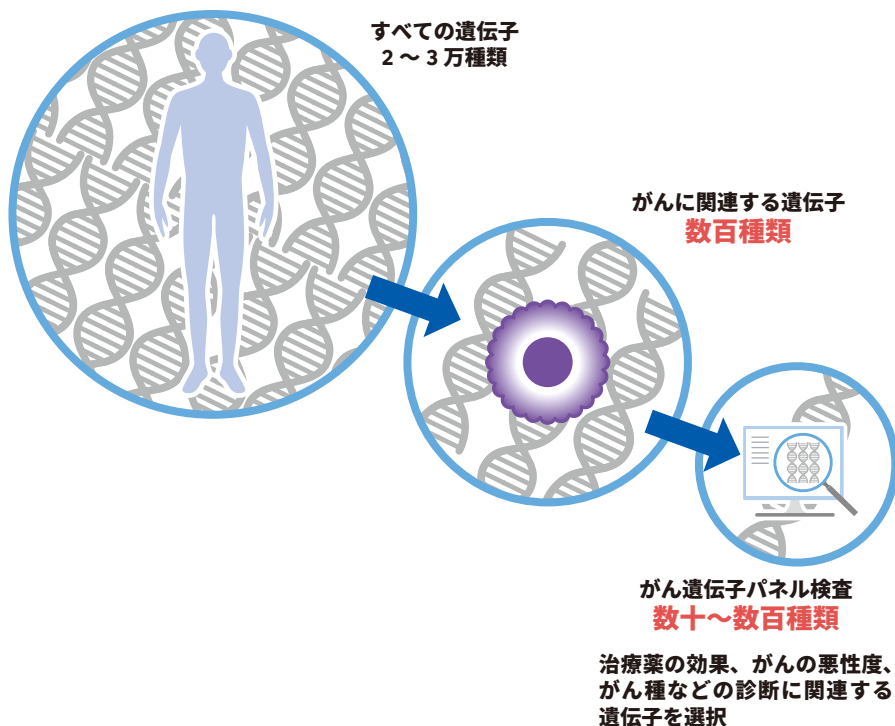 すべての遺伝子
2 〜 3 万種類
がんに関連する遺伝子
数百種類
がん遺伝子パネル検査
数十〜数百種類
治療薬の効果、がんの悪性度、
がん種などの診断に関連する
遺伝子を選択